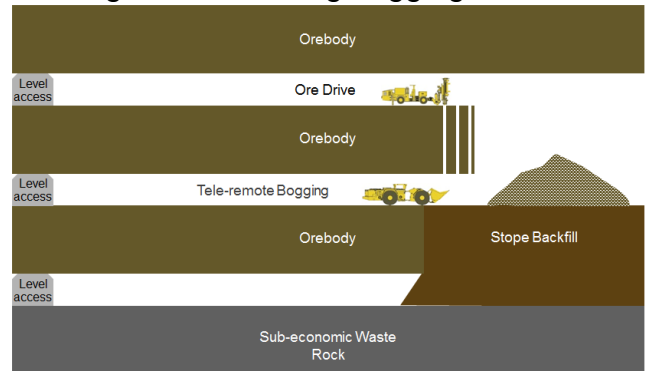 Orebody
Level
access
Ore Drive
Orebody
Level
access
Tele-remote Bogging
Orebody
Stope Backfill
Level
access
Sub-economic Waste
Rock